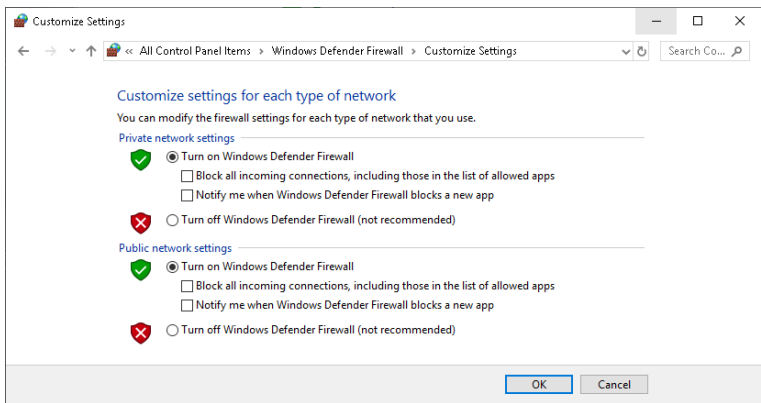 Customize Settings
« All Control Panel Items > Windows Defender Firewall > Customize Settings
Search Co...
Customize settings for each type of network
You can modify the firewall settings for each type of network that you use.
Private network settings
Turn on Windows Defender Firewall
Block all incoming connections, including those in the list of allowed apps
Notify me when Windows Defender Firewall blocks a new app
Turn off Windows Defender Firewall (not recommended)
Public network settings
Turn on Windows Defender Firewall
Block all incoming connections, including those in the list of allowed apps
Notify me when Windows Defender Firewall blocks a new app
Turn off Windows Defender Firewall (not recommended)
OK
Cancel